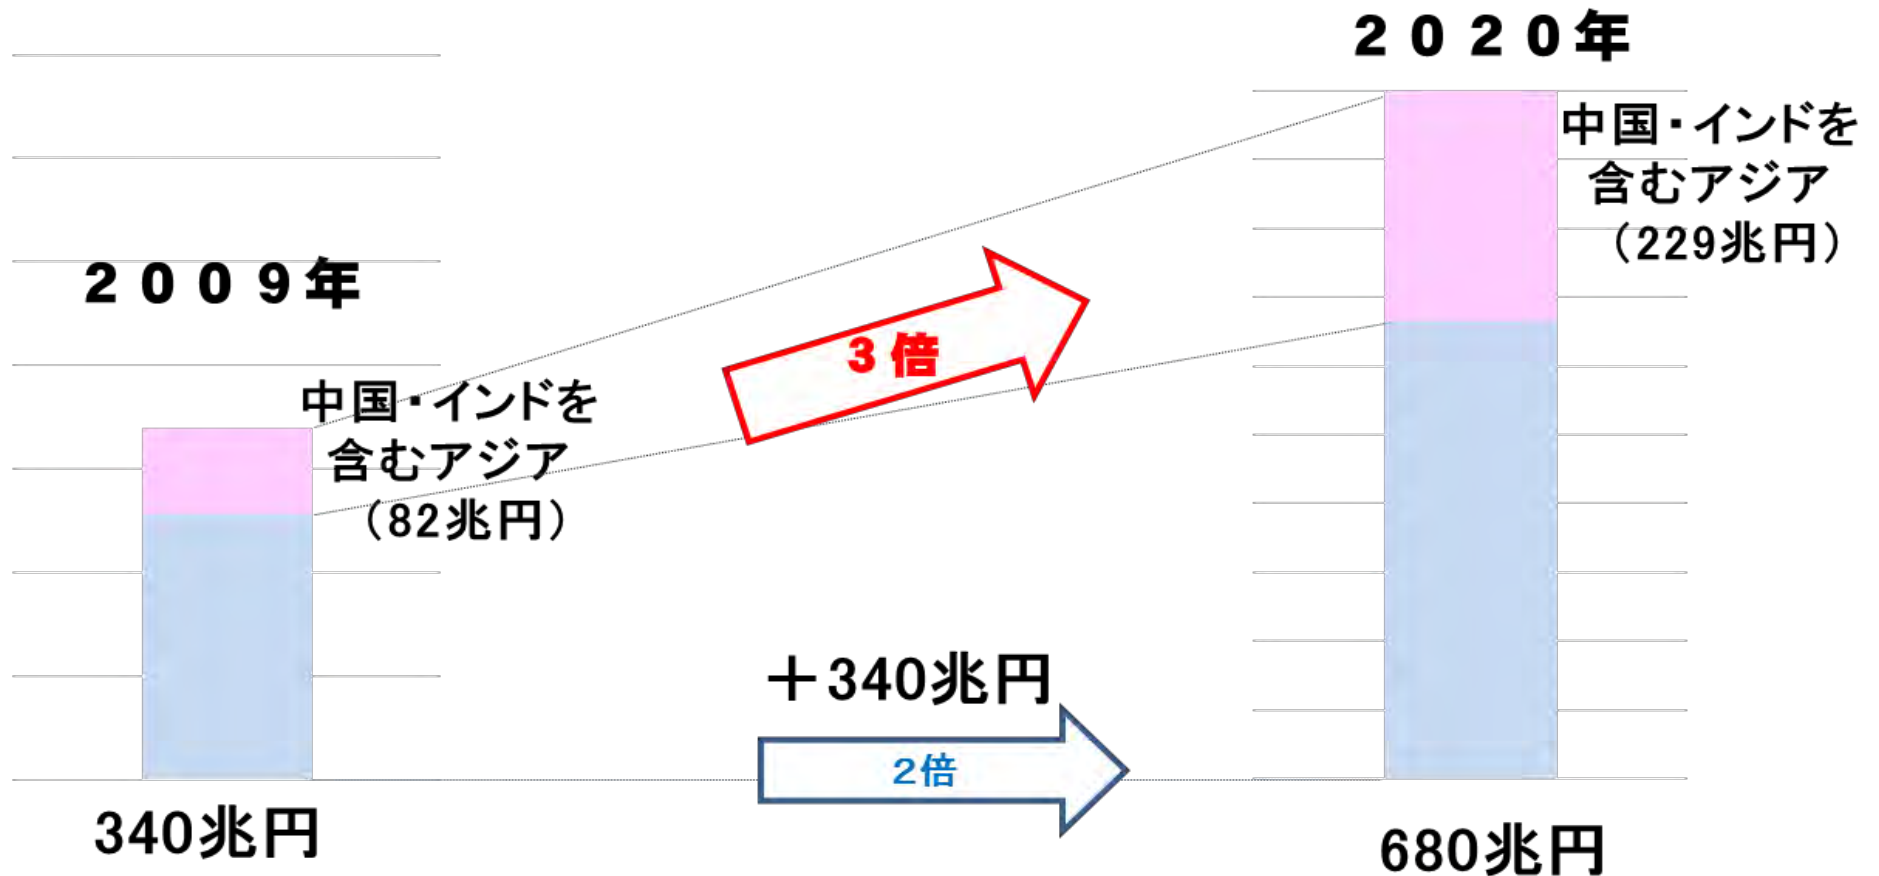 ２００９年
中国・インドを
含むアジア
（82兆円）
340兆円
３倍
＋340兆円
2倍
２０２０年
中国・インドを
含むアジア
（229兆円）
680兆円